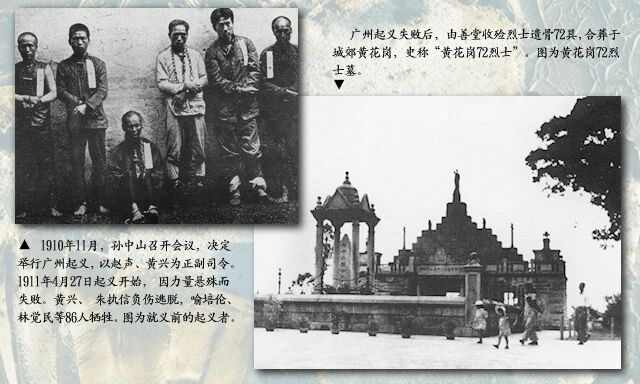 广州起义失败后，由善堂收殓烈士遗骨72具，合葬于
城郊黄花岗，史称“黄花岗72烈士”。图为黄花岗72烈
士墓。
▼
▲ 1910年11月，孙中山召开会议，决定
举行广州起义，以赵声、黄兴为正副司令。
1911年4月27日起义开始，因力量悬殊而
失败。黄兴、朱执信负伤逃脱，喻培伦、
林觉民等86人牺牲。图为就义前的起义者。